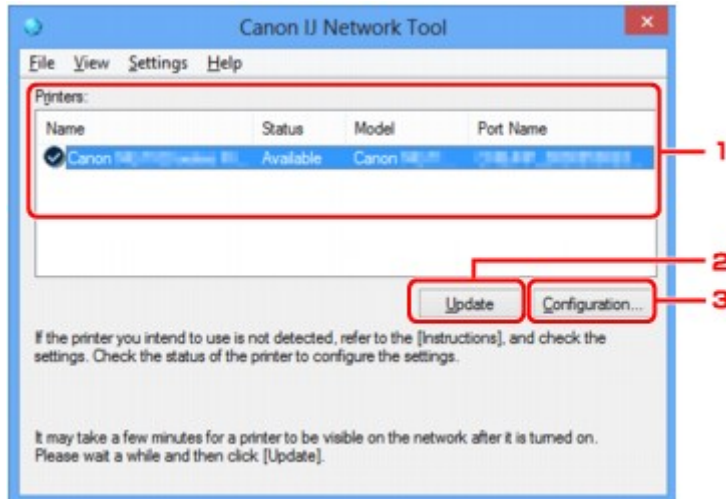 Canon IJ Network Tool
File View Settings Help
Printers:
Name Status Model Port Name
Canon Available Canon
1
2
3
Update Configuration...
If the printer you intend to use is not detected, refer to the [Instructions], and check the
settings. Check the status of the printer to configure the settings.
It may take a few minutes for a printer to be visible on the network after it is turned on.
Please wait a while and then click [Update].